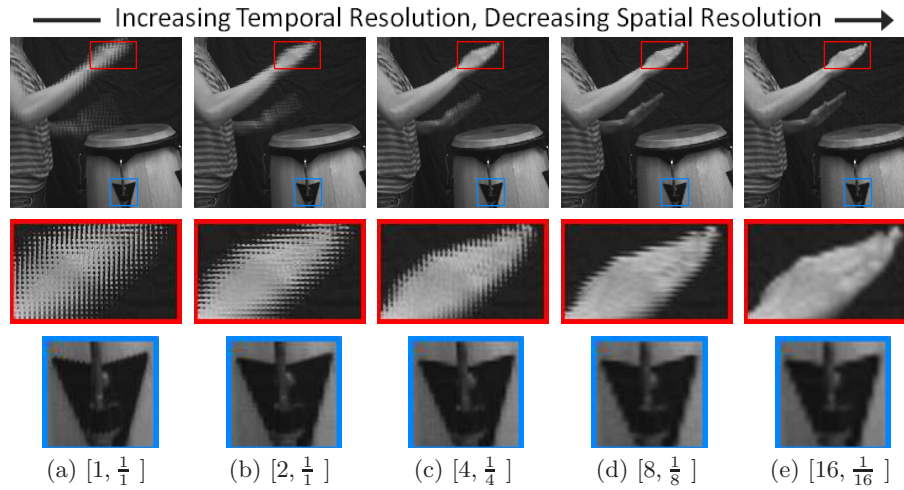 Increasing Temporal Resolution, Decreasing Spatial Resolution
(a) [1, 1/1 ] (b) [2, 1/1 ] (c) [4, 1/4 ] (d) [8, 1/8 ] (e) [16, 1/16 ]